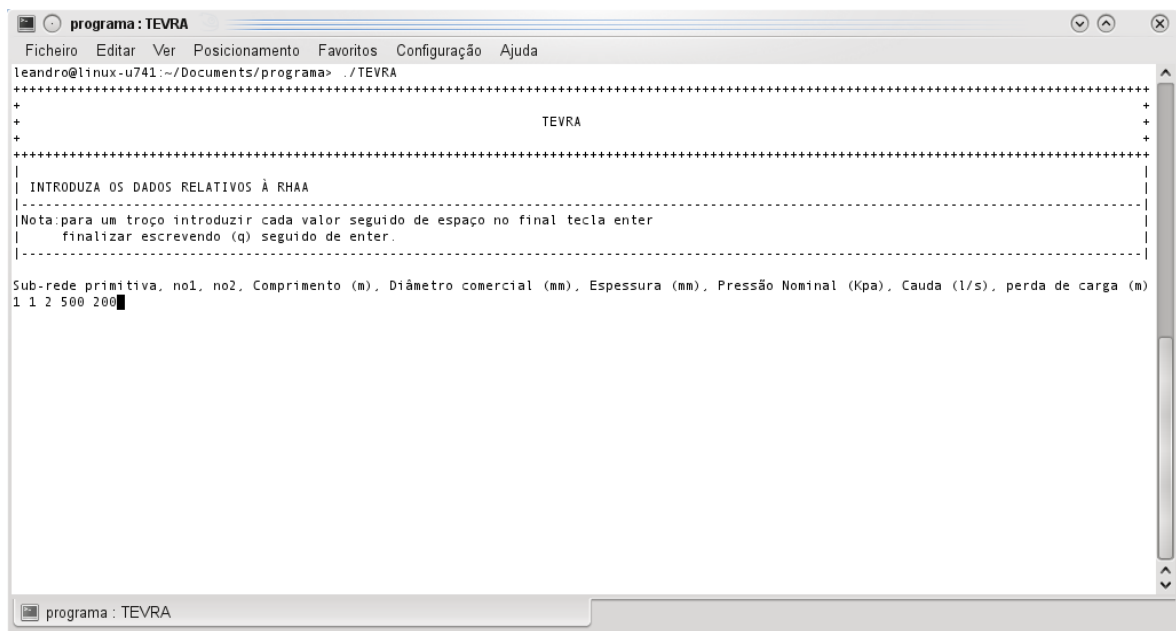 programa : TEVRA
Ficheiro Editar Ver Posicionamento Favoritos Configuração Ajuda
leandro@linux-u741:~/Documents/programa> ./TEVRA
++++++++++++++++++++++++++++++++++++++++++++++++++++++++++++++++++++++++++++++++++++++++++++++++++++++++++++++++++++++++++++++++++++++++++++++
+ +
+ TEVRA +
+ +
++++++++++++++++++++++++++++++++++++++++++++++++++++++++++++++++++++++++++++++++++++++++++++++++++++++++++++++++++++++++++++++++++++++++++++++
| |
| INTRODUZA OS DADOS RELATIVOS À RHAA |
|--------------------------------------------------------------------------------------------------------------------------------------------|
|Nota:para um troço introduzir cada valor seguido de espaço no final tecla enter |
| finalizar escrevendo (q) seguido de enter. |
|--------------------------------------------------------------------------------------------------------------------------------------------|
Sub-rede primitiva, no1, no2, Comprimento (m), Diâmetro comercial (mm), Espessura (mm), Pressão Nominal (Kpa), Cauda (l/s), perda de carga (m)
1 1 2 500 200
programa : TEVRA